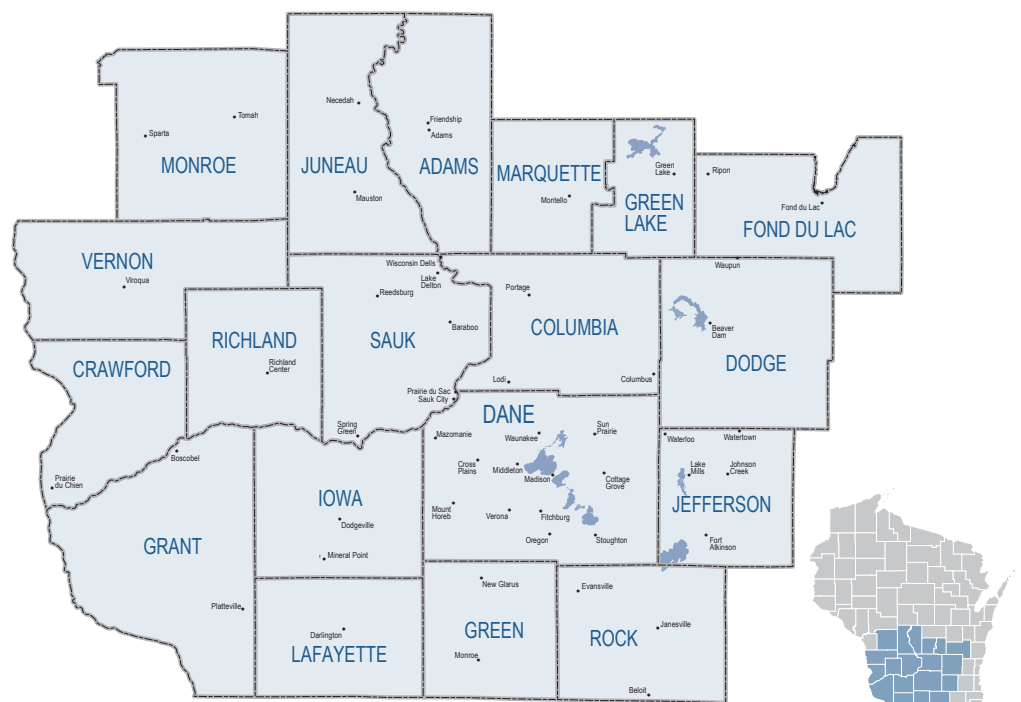 Necedah
Tomah
Friendship
Sparta
Adams
MONROE
JUNEAU
ADAMS
MARQUETTE
Green
Lake
Ripon
Mauston
Montello
GREEN
LAKE
Fond du Lac
FOND DU LAC
VERNON
Wisconsin Dells
Waupun
Viroqua
Lake
Delton
Reedsburg
Portage
Baraboo
COLUMBIA
Beaver
Dam
RICHLAND
SAUK
CRAWFORD
Richland
Center
DODGE
Lodi
Columbus
Prairie du Sac
Sauk City
DANE
Spring
Green
Mazomanie
Waunakee
Sun
Prairie
Waterloo
Watertown
Boscobel
Cross
Plains
Middleton
Madison
Cottage
Grove
Lake
Mills
Johnson
Creek
Prairie
du Chien
IOWA
JEFFERSON
Mount
Horeb
Verona
Fitchburg
Dodgeville
GRANT
Oregon
Stoughton
Fort
Atkinson
Mineral Point
New Glarus
Evansville
Platteville
Darlington
GREEN
Janesville
ROCK
LAFAYETTE
Monroe
Beloit